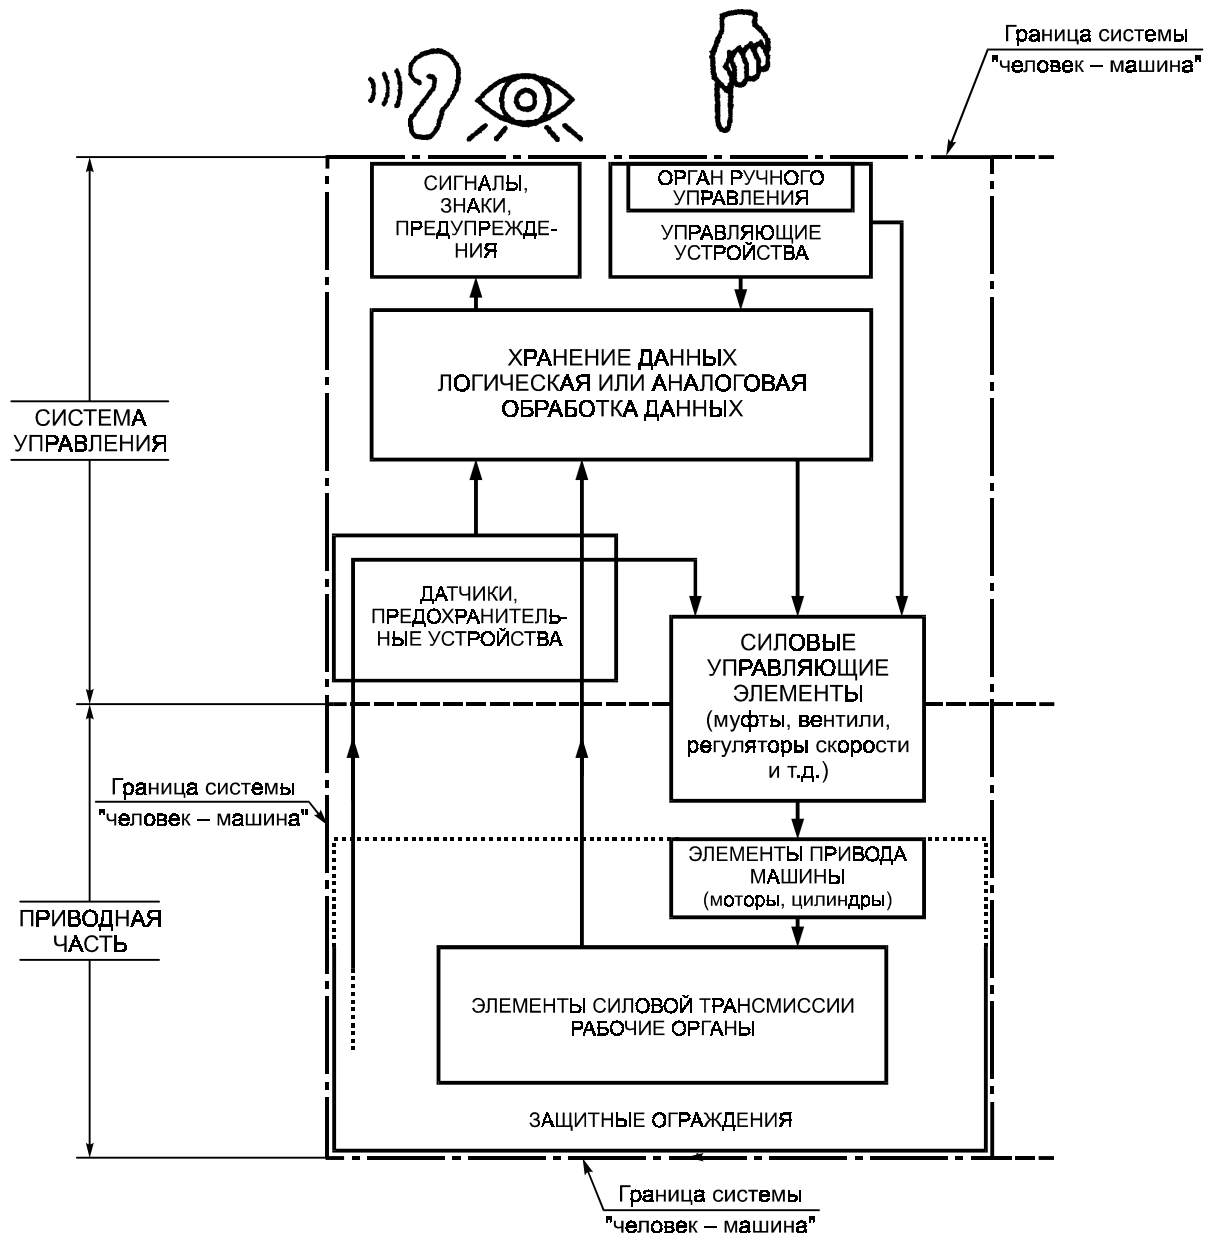 Граница системы
"человек – машина"
СИГНАЛЫ,
ЗНАКИ,
ПРЕДУПРЕЖДЕ-
НИЯ
ОРГАН РУЧНОГО
УПРАВЛЕНИЯ
УПРАВЛЯЮЩИЕ
УСТРОЙСТВА
ХРАНЕНИЕ ДАННЫХ
ЛОГИЧЕСКАЯ ИЛИ АНАЛОГОВАЯ
ОБРАБОТКА ДАННЫХ
СИСТЕМА
УПРАВЛЕНИЯ
ДАТЧИКИ,
ПРЕДОХРАНИТЕЛЬ-
НЫЕ УСТРОЙСТВА
СИЛОВЫЕ
УПРАВЛЯЮЩИЕ
ЭЛЕМЕНТЫ
(муфты, вентили,
регуляторы скорости
и т.д.)
Граница системы
"человек – машина"
ЭЛЕМЕНТЫ ПРИВОДА
МАШИНЫ
(моторы, цилиндры)
ПРИВОДНАЯ
ЧАСТЬ
ЭЛЕМЕНТЫ СИЛОВОЙ ТРАНСМИССИИ
РАБОЧИЕ ОРГАНЫ
ЗАЩИТНЫЕ ОГРАЖДЕНИЯ
Граница системы
"человек – машина"